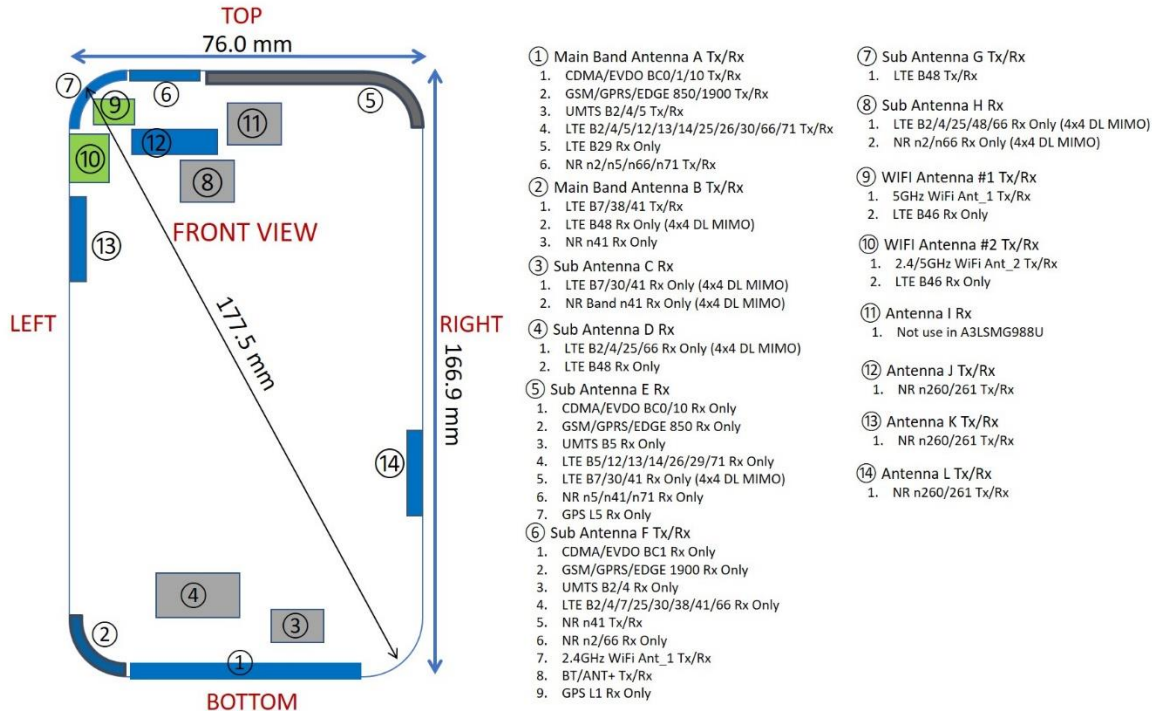 TOP
76.0 mm
⑦
⑥
⑤
⑨
⑪
⑫
⑩
⑧
FRONT VIEW
⑬
LEFT
177.5 mm
RIGHT
166.9 mm
⑭
④
③
②
①
BOTTOM
① Main Band Antenna A Tx/Rx
1. CDMA/EVDO BC0/1/10 Tx/Rx
2. GSM/GPRS/EDGE 850/1900 Tx/Rx
3. UMTS B2/4/5 Tx/Rx
4. LTE B2/4/5/12/13/14/25/26/30/66/71 Tx/Rx
5. LTE B29 Rx Only
6. NR n2/n5/n66/n71 Tx/Rx
② Main Band Antenna B Tx/Rx
1. LTE B7/38/41 Tx/Rx
2. LTE B48 Rx Only (4x4 DL MIMO)
3. NR n41 Rx Only
③ Sub Antenna C Rx
1. LTE B7/30/41 Rx Only (4x4 DL MIMO)
2. NR Band n41 Rx Only (4x4 DL MIMO)
④ Sub Antenna D Rx
1. LTE B2/4/25/66 Rx Only (4x4 DL MIMO)
2. LTE B48 Rx Only
⑤ Sub Antenna E Rx
1. CDMA/EVDO BC0/10 Rx Only
2. GSM/GPRS/EDGE 850 Rx Only
3. UMTS B5 Rx Only
4. LTE B5/12/13/14/26/29/71 Rx Only
5. LTE B7/30/41 Rx Only (4x4 DL MIMO)
6. NR n5/n41/n71 Rx Only
7. GPS L5 Rx Only
⑥ Sub Antenna F Tx/Rx
1. CDMA/EVDO BC1 Rx Only
2. GSM/GPRS/EDGE 1900 Rx Only
3. UMTS B2/4 Rx Only
4. LTE B2/4/7/25/30/38/41/66 Rx Only
5. NR n41 Tx/Rx
6. NR n2/66 Rx Only
7. 2.4GHz WiFi Ant_1 Tx/Rx
8. BT/ANT+ Tx/Rx
9. GPS L1 Rx Only
⑦ Sub Antenna G Tx/Rx
1. LTE B48 Tx/Rx
⑧ Sub Antenna H Rx
1. LTE B2/4/25/48/66 Rx Only (4x4 DL MIMO)
2. NR n2/n66 Rx Only (4x4 DL MIMO)
⑨ WIFI Antenna #1 Tx/Rx
1. 5GHz WiFi Ant_1 Tx/Rx
2. LTE B46 Rx Only
⑩ WIFI Antenna #2 Tx/Rx
1. 2.4/5GHz WiFi Ant_2 Tx/Rx
2. LTE B46 Rx Only
⑪ Antenna I Rx
1. Not use in A3LSMG988U
⑫ Antenna J Tx/Rx
1. NR n260/261 Tx/Rx
⑬ Antenna K Tx/Rx
1. NR n260/261 Tx/Rx
⑭ Antenna L Tx/Rx
1. NR n260/261 Tx/Rx